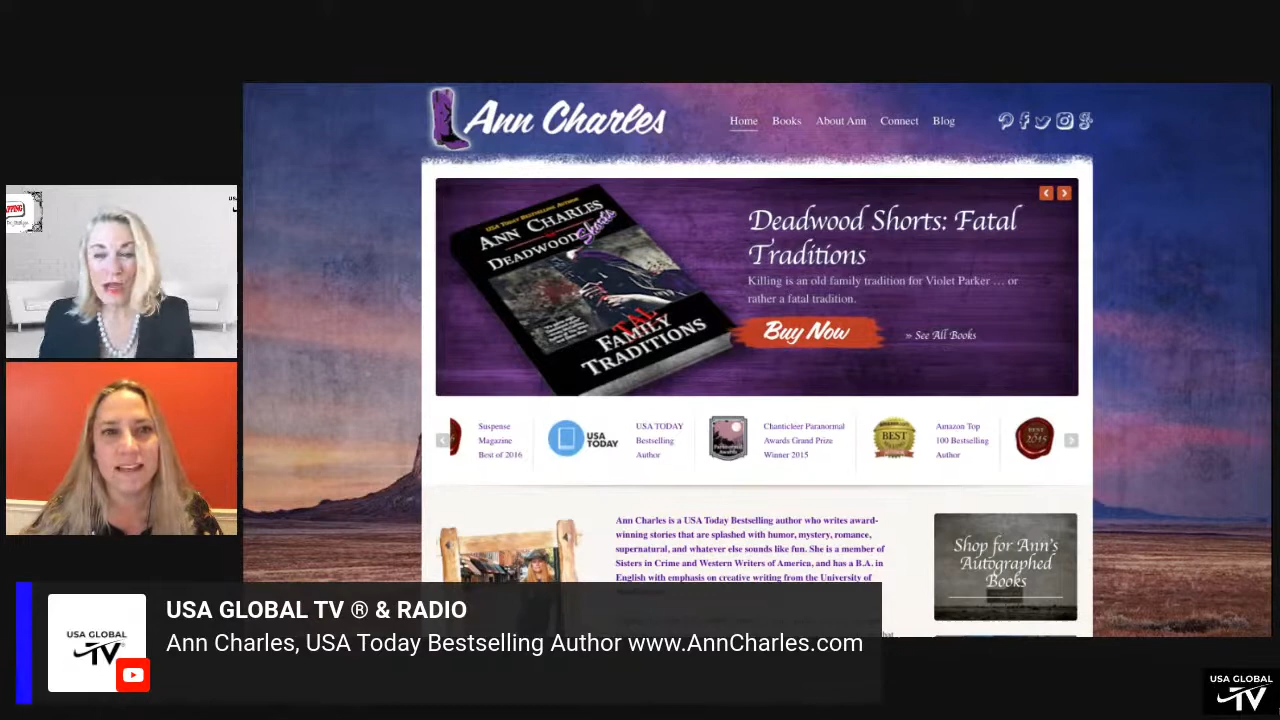 Ann Charles
Home Books About Ann Connect Blog
USA TODAY BESTSELLING AUTHOR
ANN CHARLES
DEADWOOD Shorts
FATAL
FAMILY
TRADITIONS
Deadwood Shorts: Fatal
Traditions
Killing is an old family tradition for Violet Parker … or
rather a fatal tradition.
Buy Now
» See All Books
Suspense
Magazine
Best of 2016
USA
TODAY
USA TODAY
Bestselling
Author
Paranormal
Awards
Chanticleer Paranormal
Awards Grand Prize
Winner 2015
BEST
Amazon Top
100 Bestselling
Author
BEST
2015
Ann Charles is a USA Today Bestselling author who writes award-
winning stories that are splashed with humor, mystery, romance,
supernatural, and whatever else sounds like fun. She is a member of
Sisters in Crime and Western Writers of America, and has a B.A. in
English with emphasis on creative writing from the University of
Shop for Ann's
Autographed
Books
USA GLOBAL
TV
USA GLOBAL TV ® & RADIO
Ann Charles, USA Today Bestselling Author www.AnnCharles.com
USA GLOBAL
TV